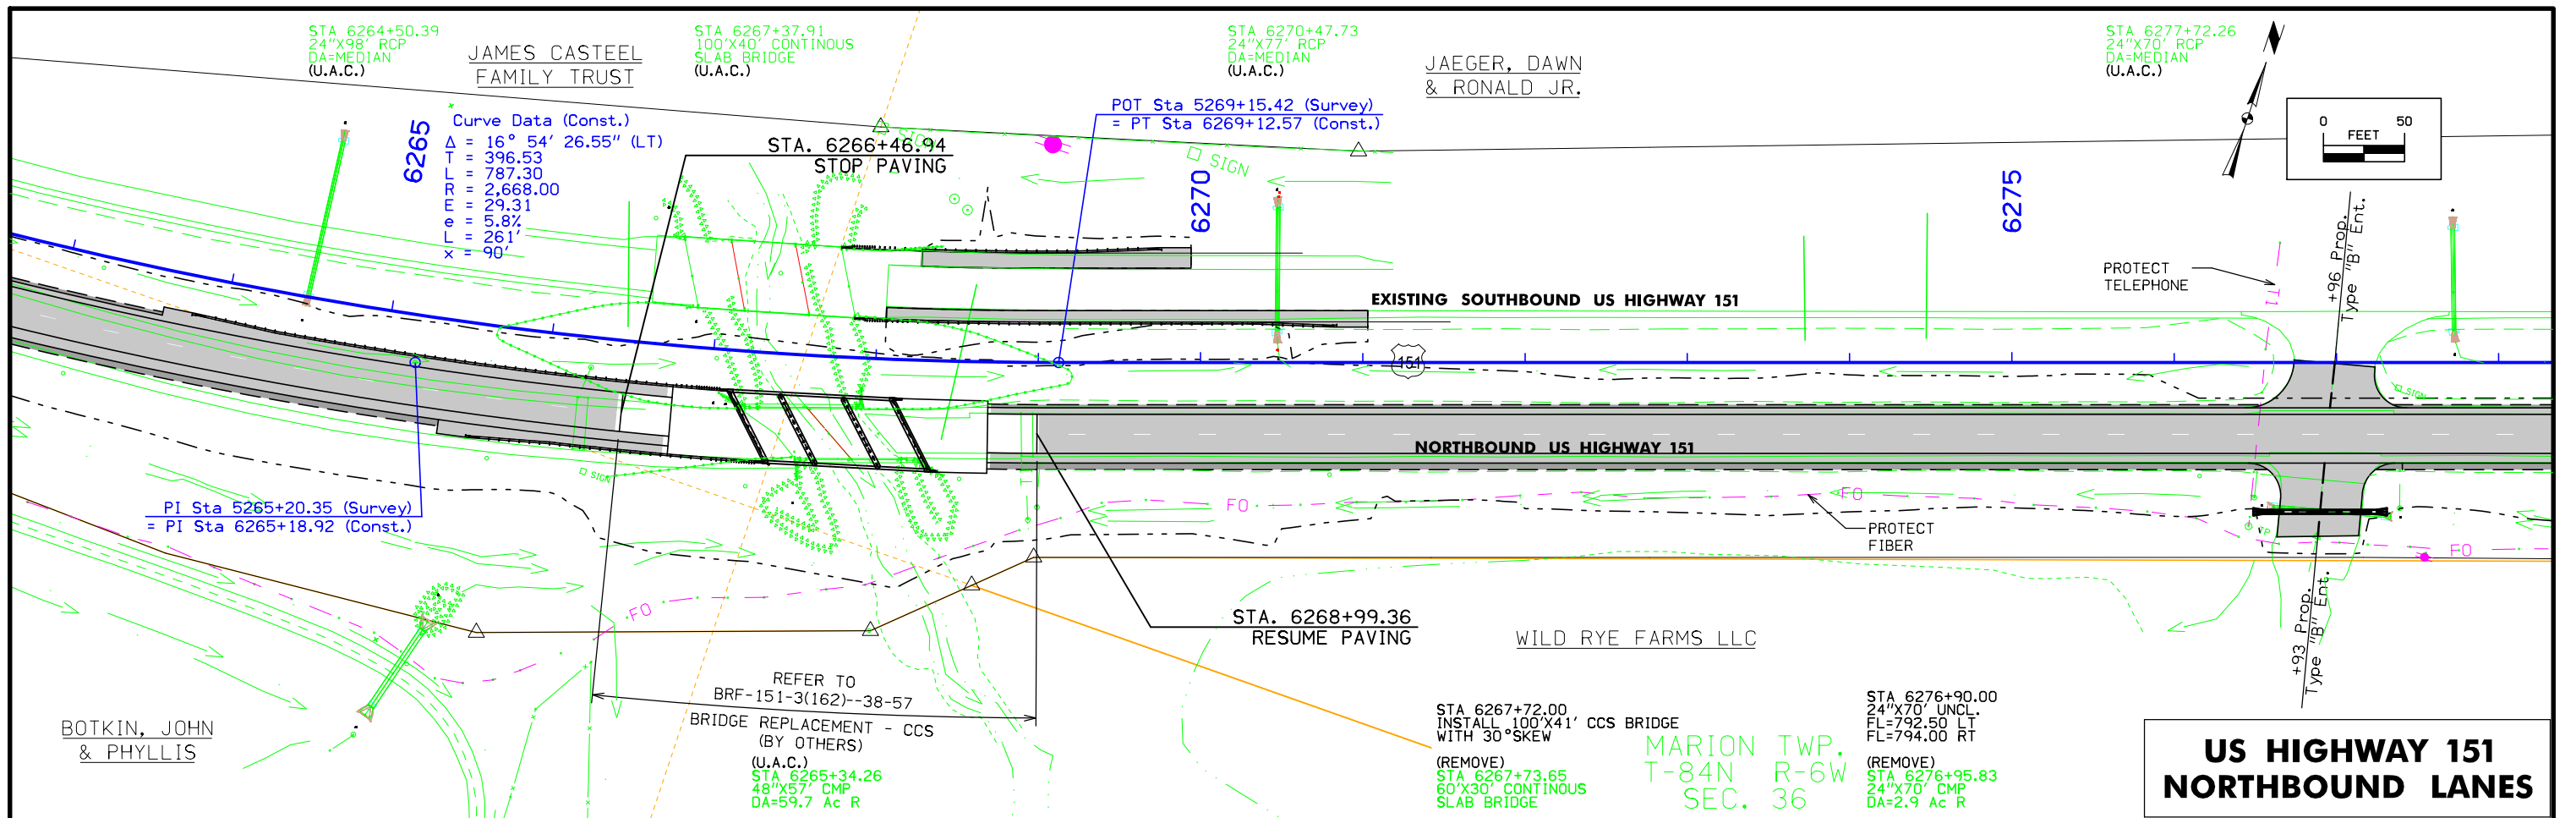 STA 6264+50.39
24"X98' RCP
DA=MEDIAN
(U.A.C.)
JAMES CASTEEL
FAMILY TRUST
STA 6267+37.91
100'X40' CONTINOUS
SLAB BRIDGE
(U.A.C.)
STA 6270+47.73
24"X77' RCP
DA=MEDIAN
(U.A.C.)
JAEGER, DAWN
& RONALD JR.
STA 6277+72.26
24"X70' RCP
DA=MEDIAN
(U.A.C.)
0 50
FEET
6265
Curve Data (Const.)
Δ = 16° 54' 26.55" (LT)
T = 396.53
L = 787.30
R = 2,668.00
E = 29.31
e = 5.8%
L = 261'
x = 90'
STA. 6266+46.94
STOP PAVING
SIGN
POT Sta 5269+15.42 (Survey)
= PT Sta 6269+12.57 (Const.)
SIGN
6270
6275
+96 Prop.
Type "B" Ent.
PROTECT
TELEPHONE
T1
EXISTING SOUTHBOUND US HIGHWAY 151
151
SIGN
NORTHBOUND US HIGHWAY 151
SIGN
PI Sta 5265+20.35 (Survey)
= PI Sta 6265+18.92 (Const.)
FO
FO
PROTECT
FIBER
TP
FO
FO
STA. 6268+99.36
RESUME PAVING
WILD RYE FARMS LLC
+93 Prop.
Type "B" Ent.
REFER TO
BRF-151-3(162)--38-57
BRIDGE REPLACEMENT - CCS
(BY OTHERS)
(U.A.C.)
STA 6265+34.26
48"X57' CMP
DA=59.7 Ac R
BOTKIN, JOHN
& PHYLLIS
STA 6267+72.00
INSTALL 100'X41' CCS BRIDGE
WITH 30°SKEW
(REMOVE)
STA 6267+73.65
60'X30' CONTINOUS
SLAB BRIDGE
MARION TWP.
T-84N R-6W
SEC. 36
STA 6276+90.00
24"X70' UNCL.
FL=792.50 LT
FL=794.00 RT
(REMOVE)
STA 6276+95.83
24"X70' CMP
DA=2.9 Ac R
US HIGHWAY 151
NORTHBOUND LANES